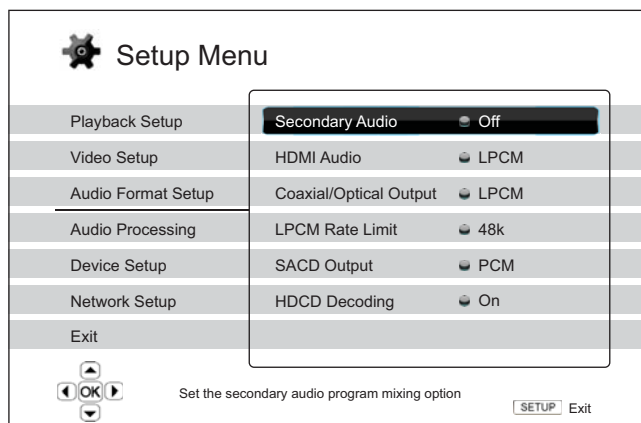 Setup Menu
Playback Setup
Secondary Audio Off
Video Setup
HDMI Audio LPCM
Audio Format Setup
Coaxial/Optical Output LPCM
Audio Processing
LPCM Rate Limit 48k
Device Setup
SACD Output PCM
Network Setup
HDCD Decoding On
Exit
OK
Set the secondary audio program mixing option
SETUP Exit